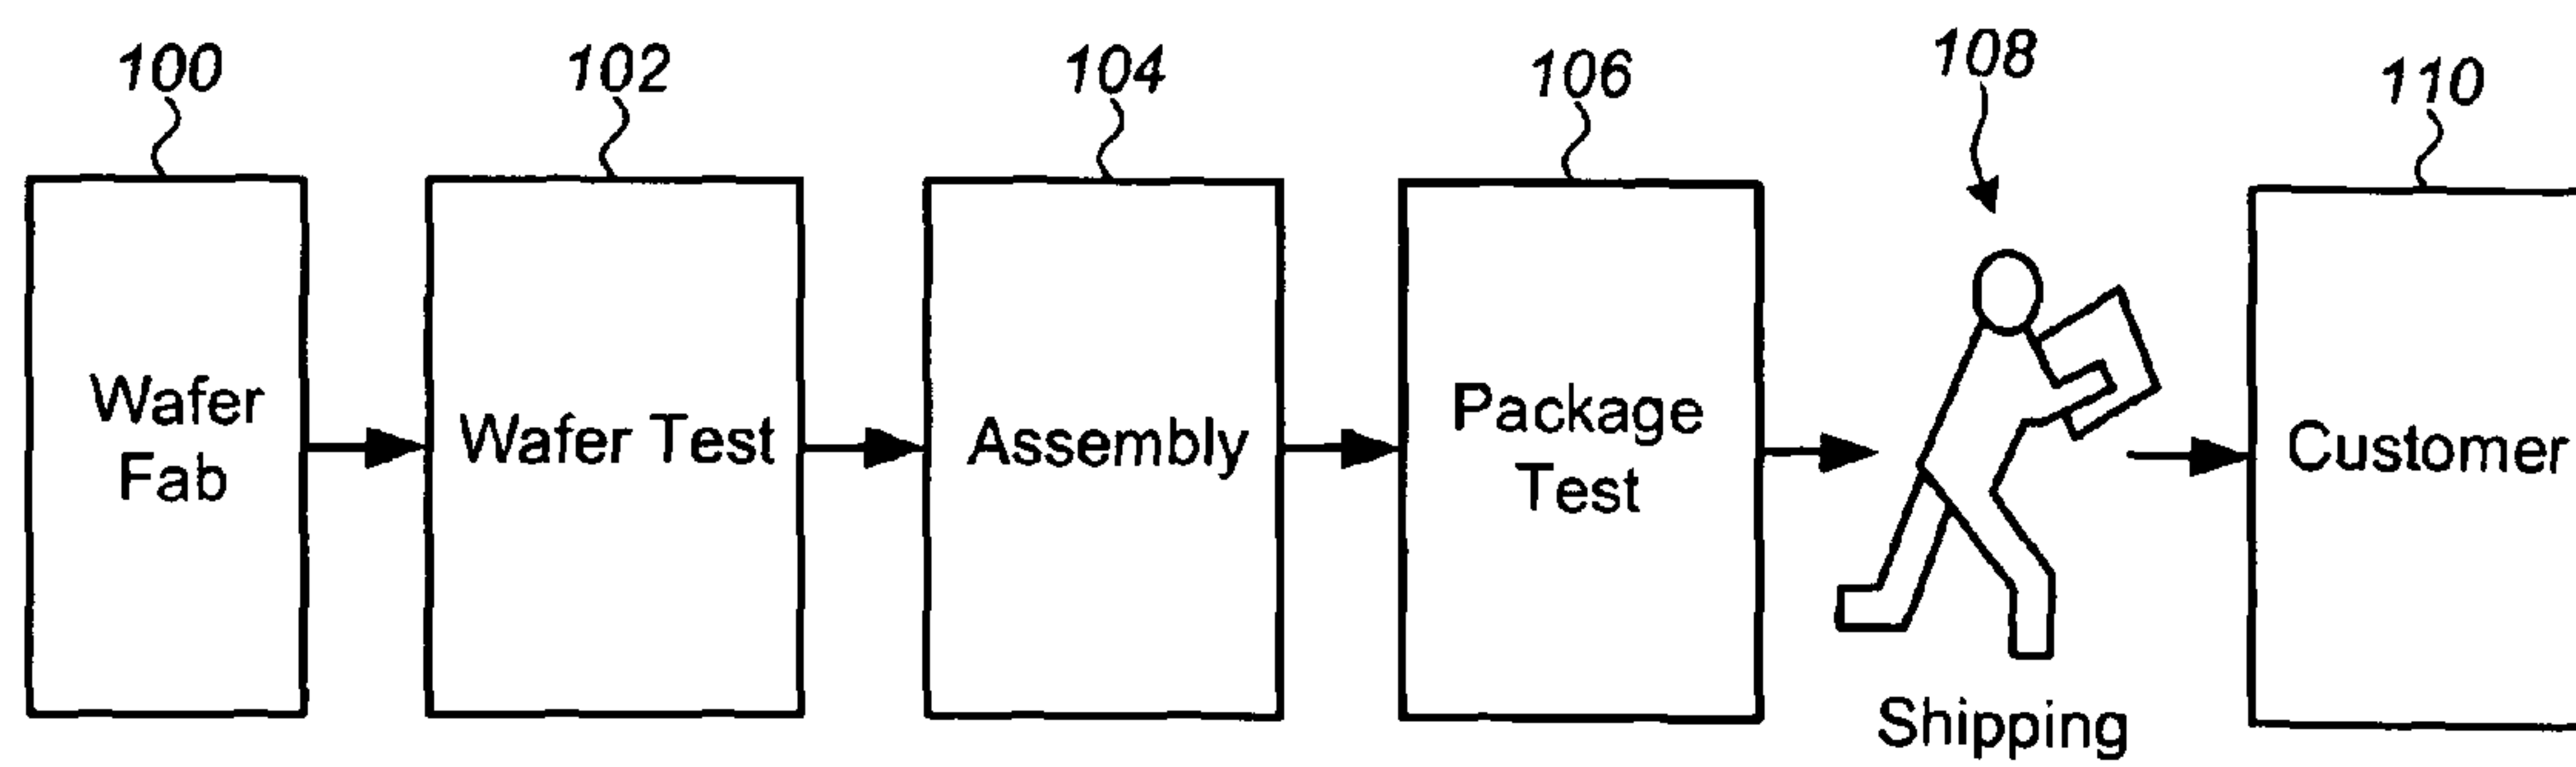 100
102
104
106
108
110
Wafer
Fab
Wafer Test
Assembly
Package
Test
Shipping
Customer